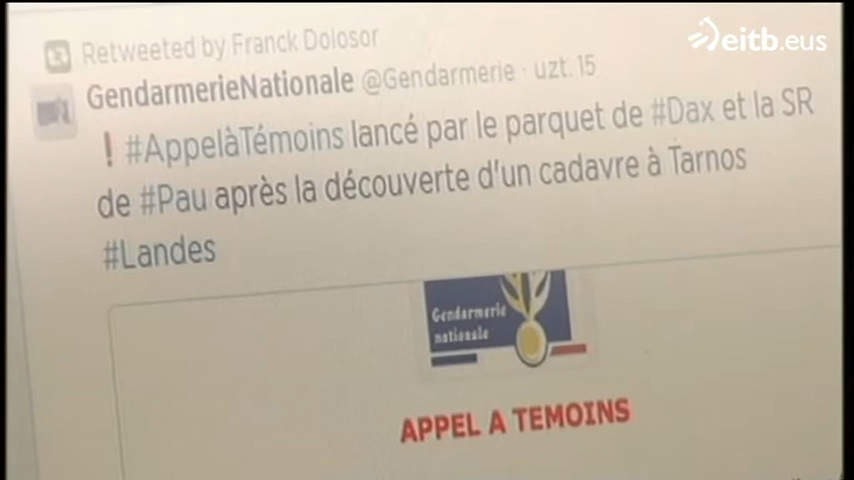 eitb.eus
Retweeted by Franck Dolosor
GendarmerieNationale @Gendarmerie · uzt. 15
❗ #AppelàTémoins lancé par le parquet de #Dax et la SR
de #Pau après la découverte d'un cadavre à Tarnos
#Landes
Gendarmerie
nationale
APPEL A TEMOINS